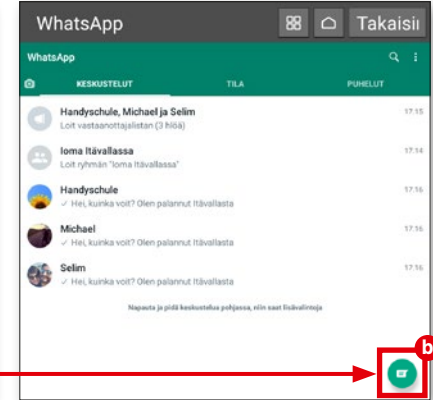 WhatsApp Takaisin
WhatsApp
KESKUSTELUT TILA PUHELUT
Handyschule, Michael ja Selim 17:15
Loit vastaanottajalistan (3 hlöä)
loma Itävallassa 17:14
Loit ryhmän "loma Itävallassa"
Handyschule 17:16
✓ Hei, kuinka voit? Olen palannut Itävallasta
Michael 17:16
✓ Hei, kuinka voit? Olen palannut Itävallasta
Selim 17:16
✓ Hei, kuinka voit? Olen palannut Itävallasta
Napauta ja pidä keskustelua pohjassa, niin saat lisävalintoja
b